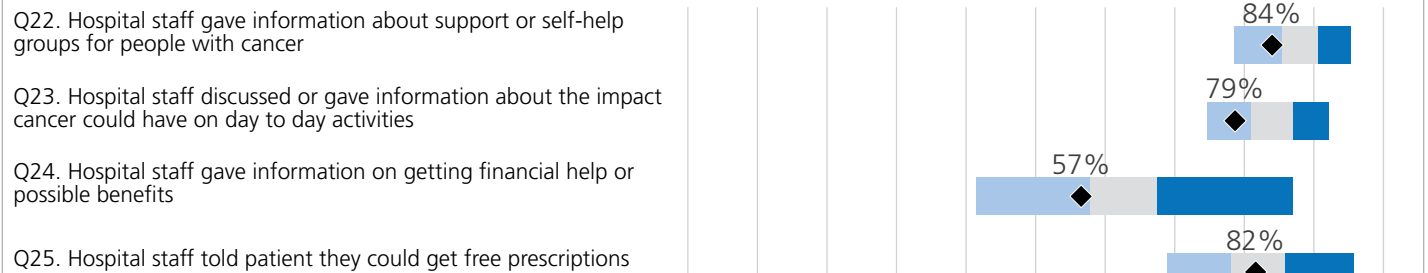 Q22. Hospital staff gave information about support or self-help
groups for people with cancer
84%
Q23. Hospital staff discussed or gave information about the impact
cancer could have on day to day activities
79%
Q24. Hospital staff gave information on getting financial help or
possible benefits
57%
Q25. Hospital staff told patient they could get free prescriptions
82%